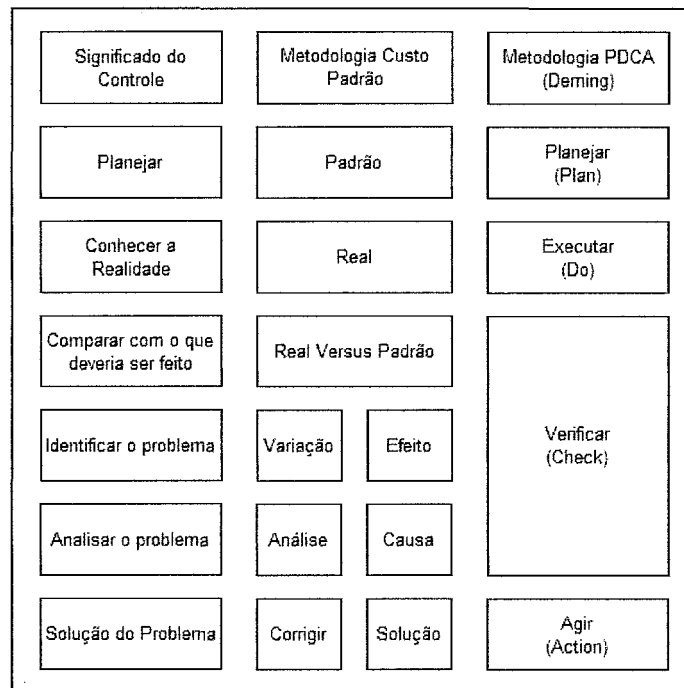 Significado do
Controle
Metodologia Custo
Padrão
Metodologia PDCA
(Deming)
Planejar
Padrão
Planejar
(Plan)
Conhecer a
Realidade
Real
Executar
(Do)
Comparar com o que
deveria ser feito
Real Versus Padrão
Verificar
(Check)
Identificar o problema
Variação
Efeito
Analisar o problema
Análise
Causa
Solução do Problema
Corrigir
Solução
Agir
(Action)